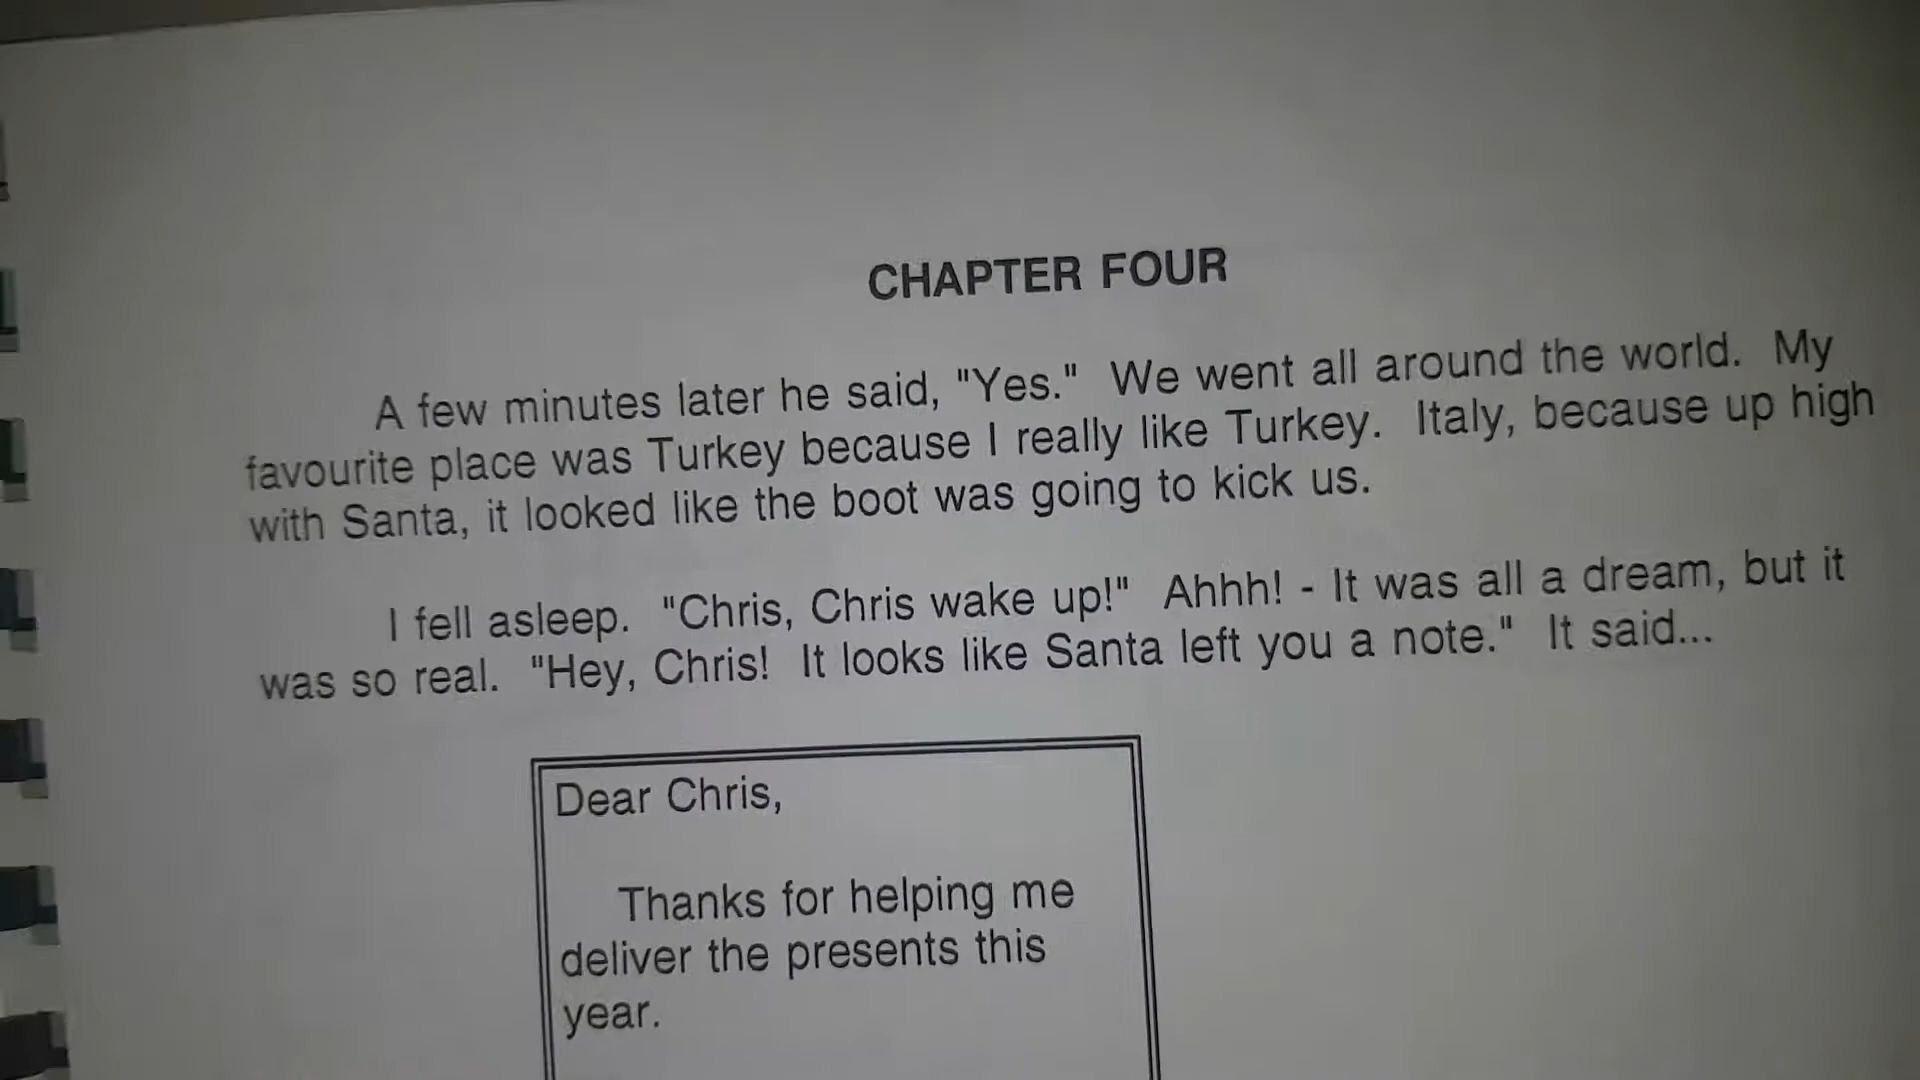 CHAPTER FOUR
A few minutes later he said, "Yes." We went all around the world. My
favourite place was Turkey because I really like Turkey. Italy, because up high
with Santa, it looked like the boot was going to kick us.
I fell asleep. "Chris, Chris wake up!" Ahhh! - It was all a dream, but it
was so real. "Hey, Chris! It looks like Santa left you a note." It said...
Dear Chris,
Thanks for helping me
deliver the presents this
year.